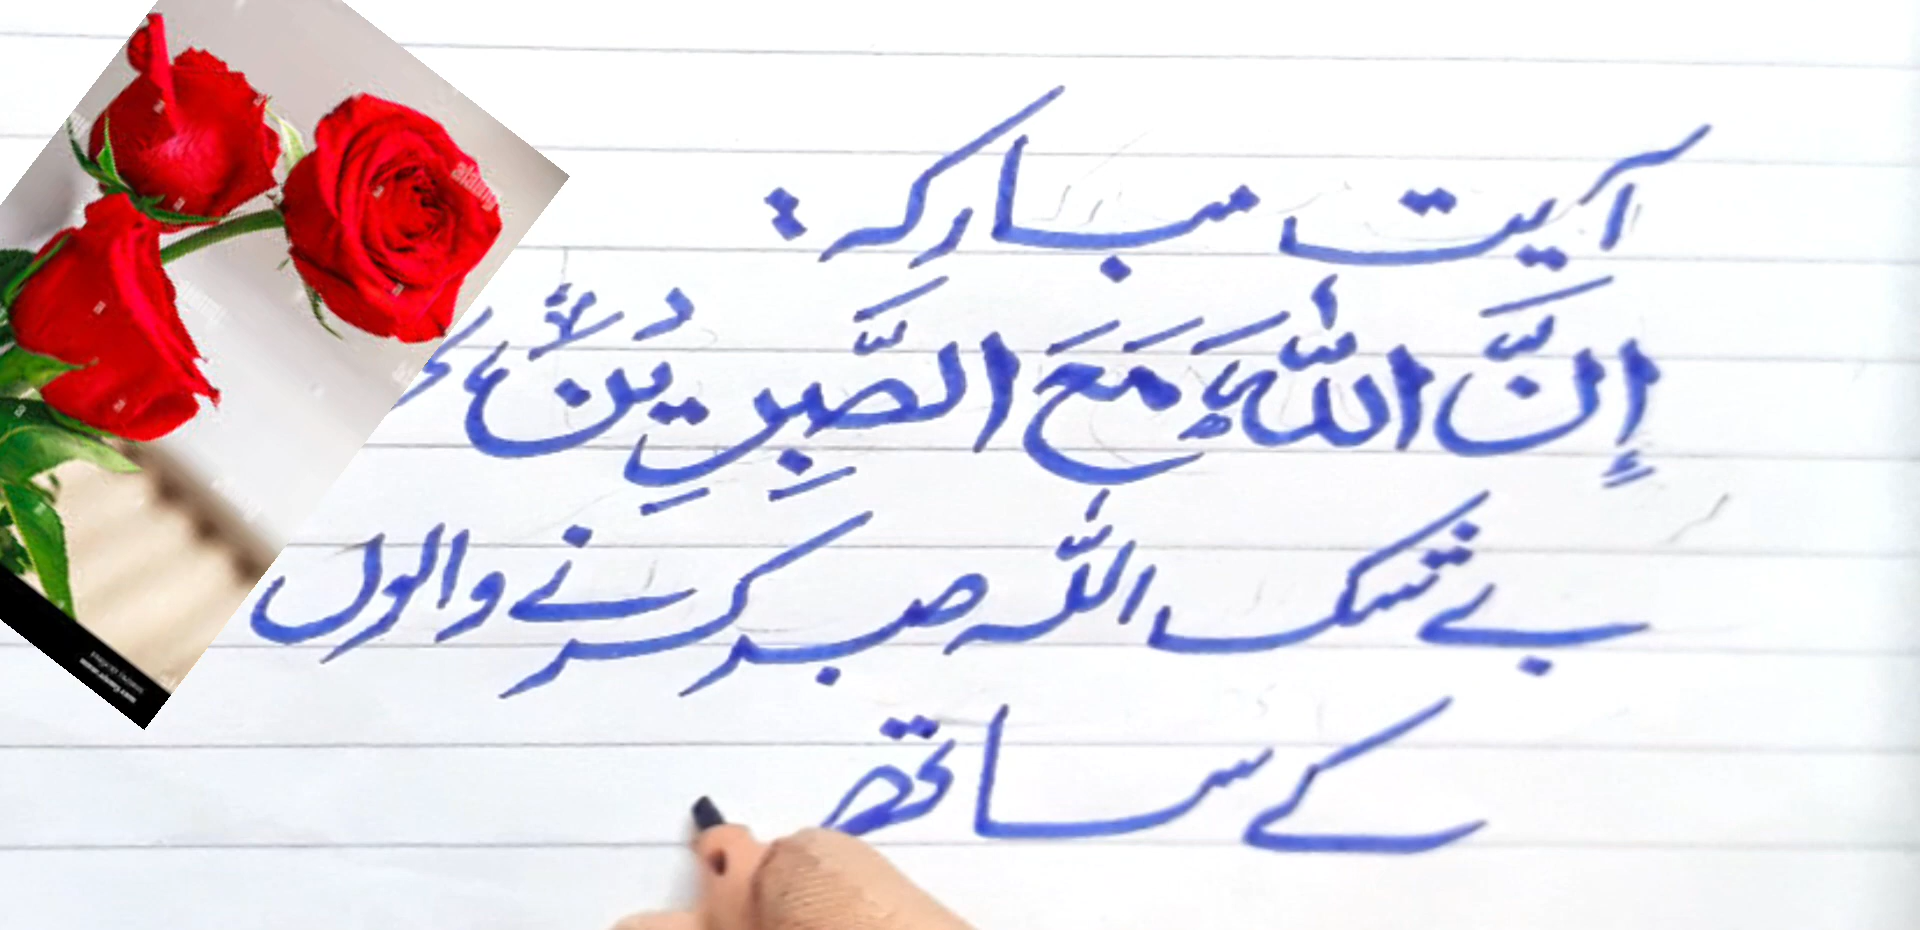 آیت مبارکہ :
إِنَّ اللّٰهَ مَعَ الصَّبِرِیْنَ
بے شک اللہ صبر کرنے والوں
کے ساتھ